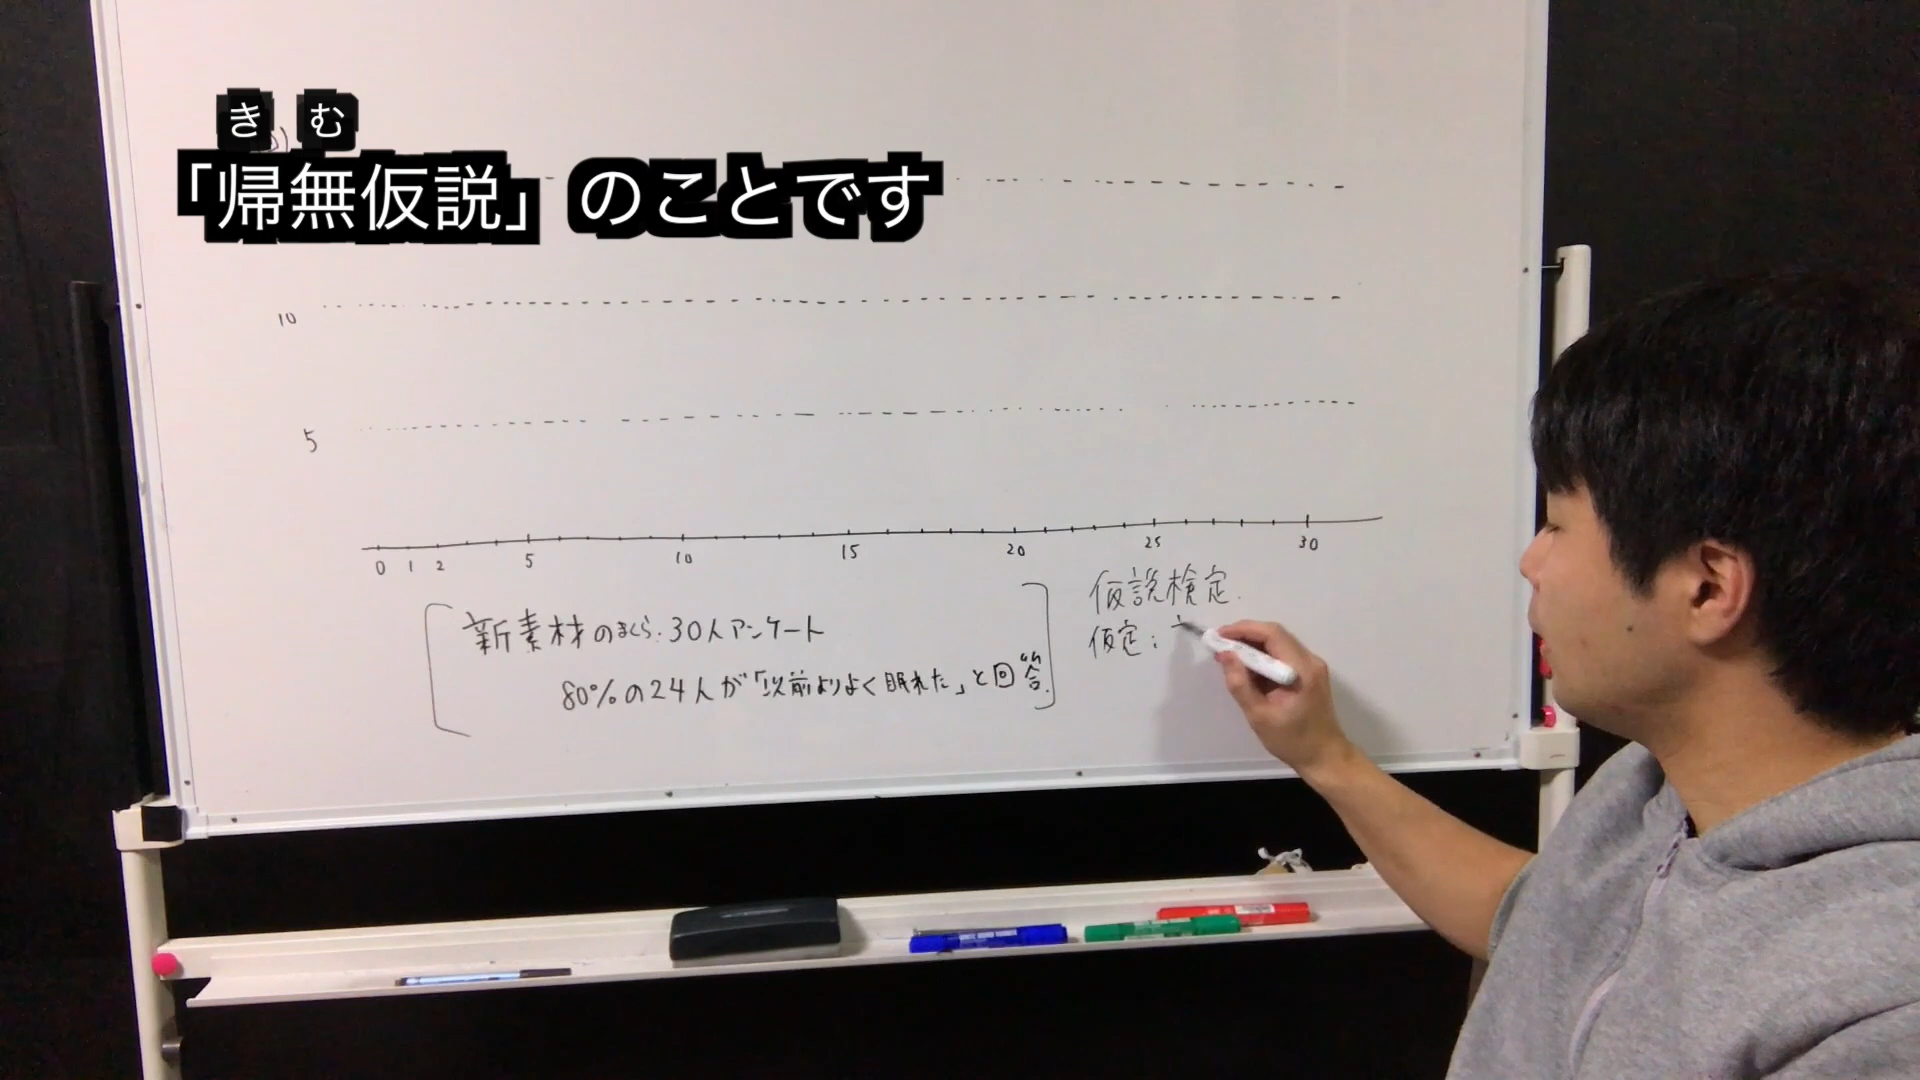 き む
「帰無仮説」のことです
10
5
0 1 2 5 10 15 20 25 30
新素材のまくら. 30人アンケート
80%の24人が「以前よりよく眠れた」と回答.
仮説検定.
仮定: